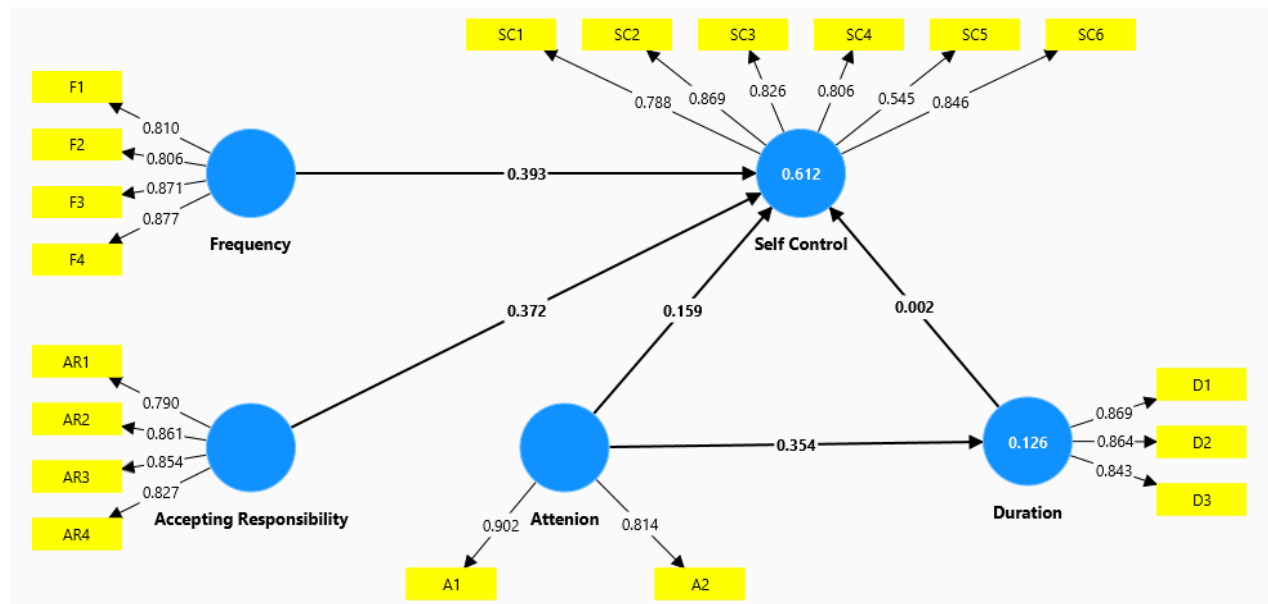 SC1
SC2
SC3
SC4
SC5
SC6
0.788
0.869
0.826
0.806
0.545
0.846
F1
F2
F3
F4
0.810
0.806
0.871
0.877
Frequency
0.393
0.612
Self Control
0.372
0.159
0.002
AR1
AR2
AR3
AR4
0.790
0.861
0.854
0.827
Accepting Responsibility
Attenion
0.902
0.814
A1
A2
0.354
0.126
Duration
0.869
0.864
0.843
D1
D2
D3